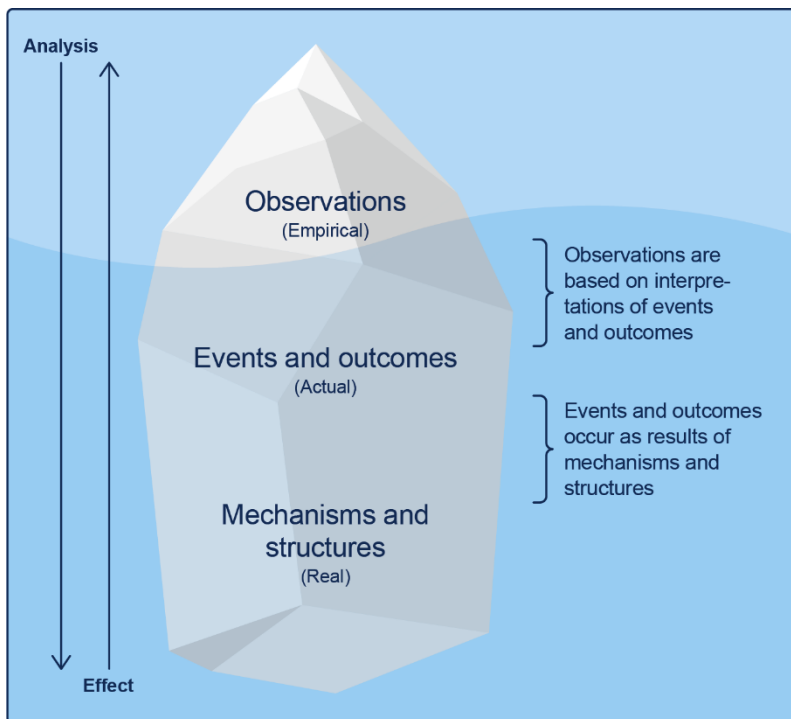 Analysis
Observations
(Empirical)
Observations are
based on interpre-
tations of events
and outcomes
Events and outcomes
(Actual)
Events and outcomes
occur as results of
mechanisms and
structures
Mechanisms and
structures
(Real)
Effect